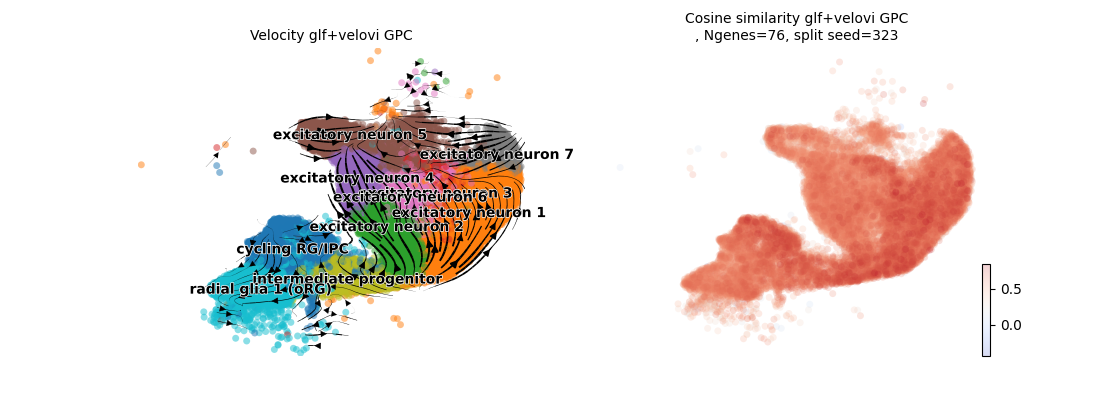 Velocity glf+velovi GPC
Cosine similarity glf+velovi GPC
, Ngenes=76, split seed=323
excitatory neuron 5
excitatory neuron 7
excitatory neuron 4
excitatory neuron 3
excitatory neuron 6
excitatory neuron 1
excitatory neuron 2
cycling RG/IPC
intermediate progenitor
radial glia 1 (oRG)
0.5
0.0